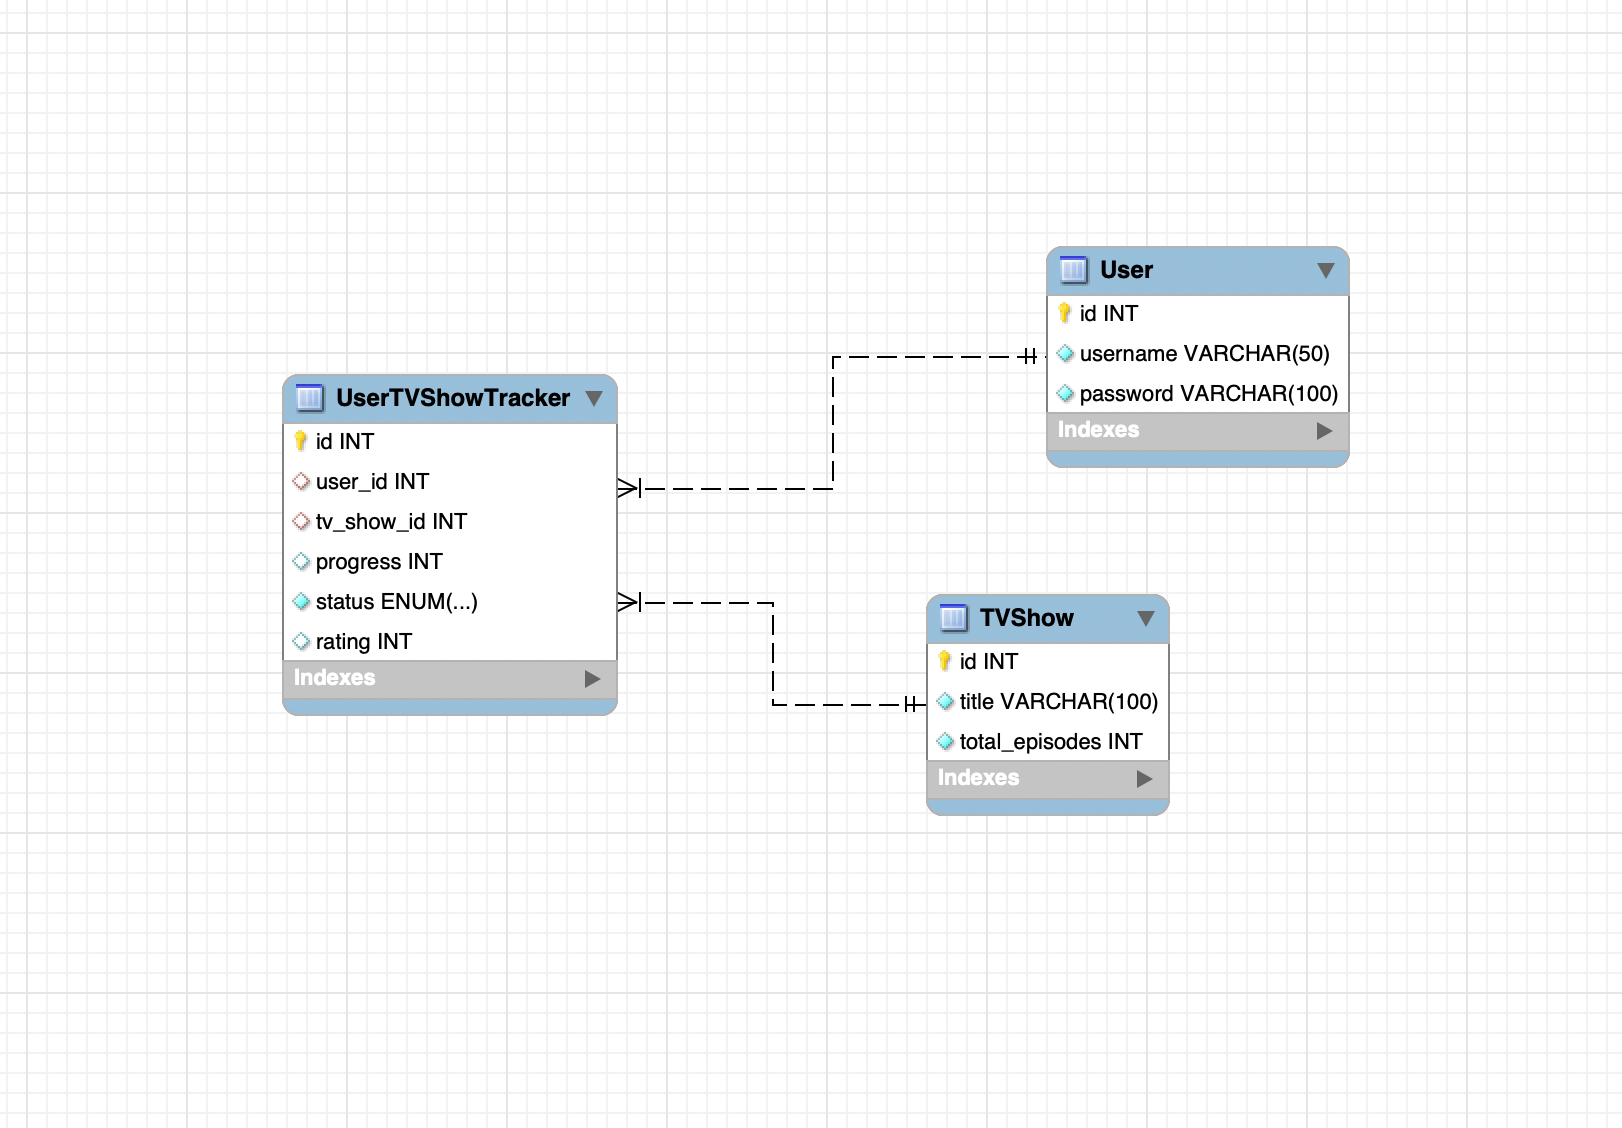 UserTVShowTracker
id INT
user_id INT
tv_show_id INT
progress INT
status ENUM(...)
rating INT
Indexes
User
id INT
username VARCHAR(50)
password VARCHAR(100)
Indexes
TVShow
id INT
title VARCHAR(100)
total_episodes INT
Indexes